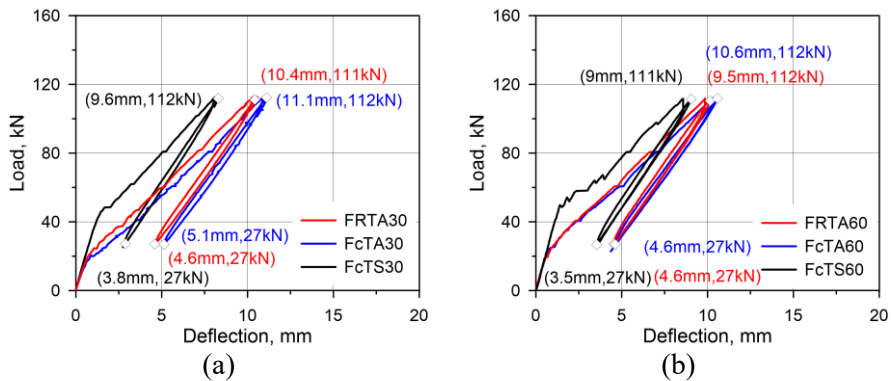 160
120
80
40
0
Load, kN
0 5 10 15 20
Deflection, mm
(10.4mm,111kN)
(9.6mm,112kN)
(11.1mm,112kN)
(5.1mm,27kN)
(4.6mm,27kN)
(3.8mm, 27kN)
FRTA30
FcTA30
FcTS30
(a)
160
120
80
40
0
Load, kN
0 5 10 15 20
Deflection, mm
(10.6mm,112kN)
(9mm,111kN)
(9.5mm,112kN)
(4.6mm,27kN)
(3.5mm,27kN)
(4.6mm,27kN)
FRTA60
FcTA60
FcTS60
(b)